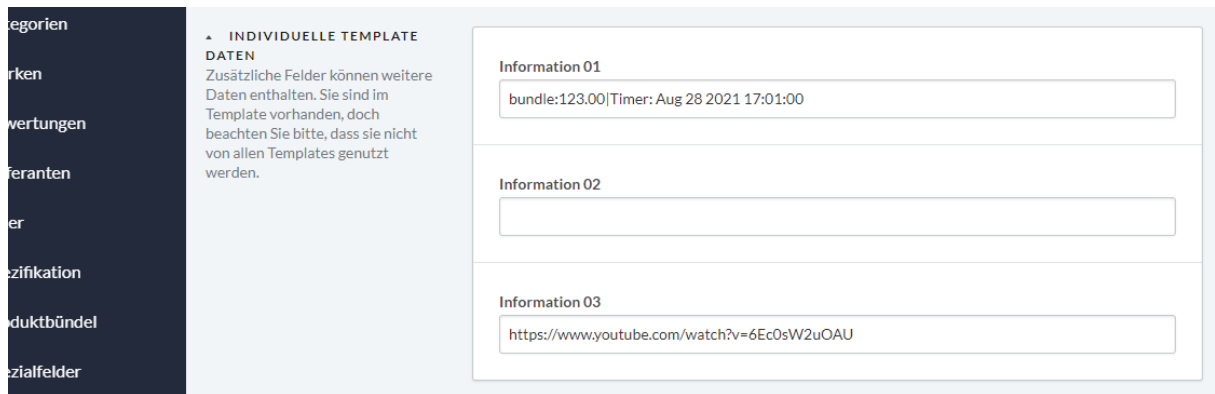 tegorien
rken
wertungen
feranten
er
ezifikation
oduktbündel
ezialfelder
▴ INDIVIDUELLE TEMPLATE
DATEN
Zusätzliche Felder können weitere
Daten enthalten. Sie sind im
Template vorhanden, doch
beachten Sie bitte, dass sie nicht
von allen Templates genutzt
werden.
Information 01
bundle:123.00|Timer: Aug 28 2021 17:01:00
Information 02
Information 03
https://www.youtube.com/watch?v=6Ec0sW2uOAU